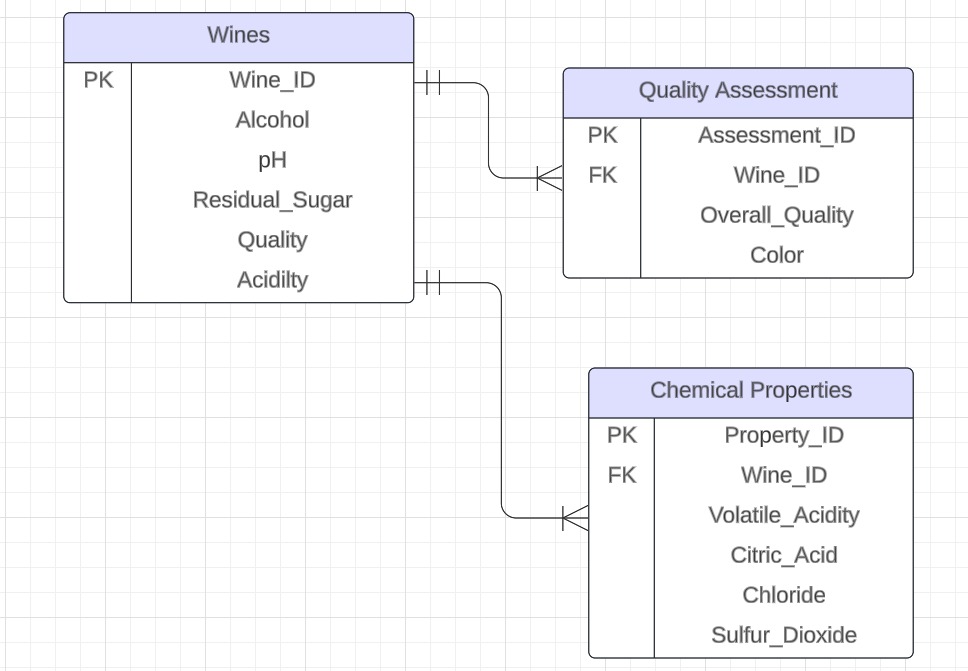 Wines
PK Wine_ID
Alcohol
pH
Residual_Sugar
Quality
Acidilty
Quality Assessment
PK Assessment_ID
FK Wine_ID
Overall_Quality
Color
Chemical Properties
PK Property_ID
FK Wine_ID
Volatile_Acidity
Citric_Acid
Chloride
Sulfur_Dioxide